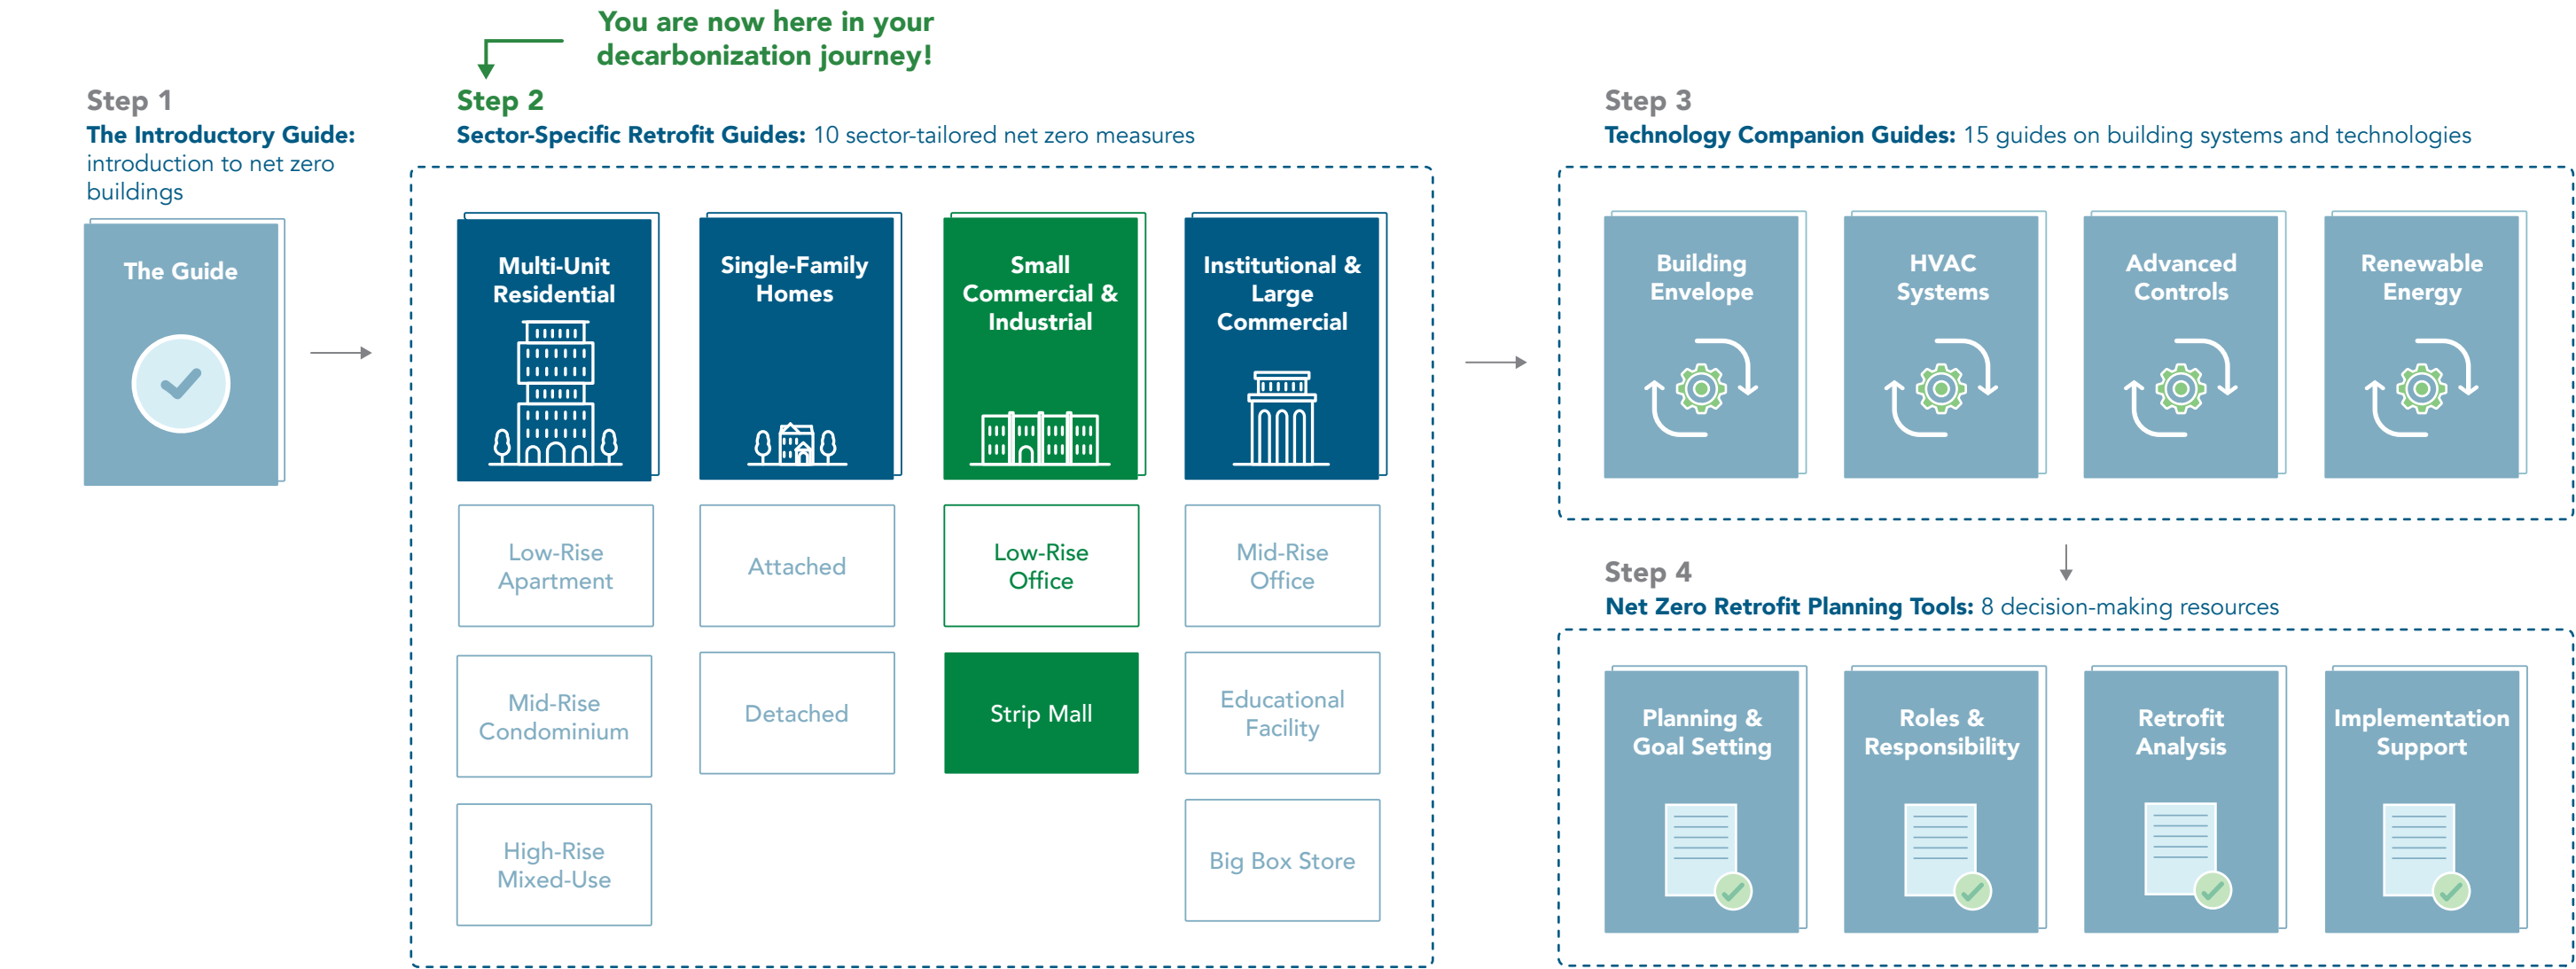 You are now here in your
decarbonization journey!
Step 1
The Introductory Guide:
introduction to net zero
buildings
The Guide
Step 2
Sector-Specific Retrofit Guides: 10 sector-tailored net zero measures
Multi-Unit
Residential
Low-Rise
Apartment
Mid-Rise
Condominium
High-Rise
Mixed-Use
Single-Family
Homes
Attached
Detached
Small
Commercial &
Industrial
Low-Rise
Office
Strip Mall
Institutional &
Large
Commercial
Mid-Rise
Office
Educational
Facility
Big Box Store
Step 3
Technology Companion Guides: 15 guides on building systems and technologies
Building
Envelope
HVAC
Systems
Advanced
Controls
Renewable
Energy
Step 4
Net Zero Retrofit Planning Tools: 8 decision-making resources
Planning &
Goal Setting
Roles &
Responsibility
Retrofit
Analysis
Implementation
Support